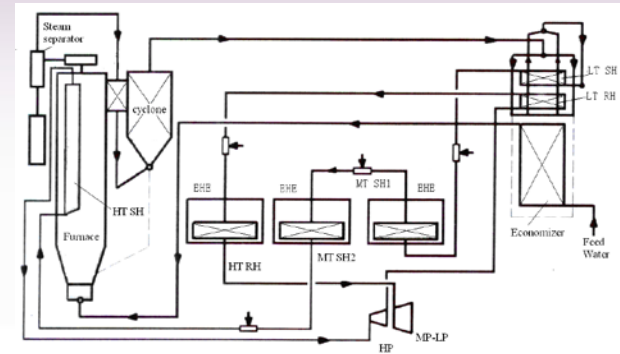 Steam
separator
cyclone
LT SH
LT RH
HT SH
Furnace
EHE
EHE
MT SH1
EHE
Economizer
Feed
Water
HT RH
MT SH2
HP
MP-LP